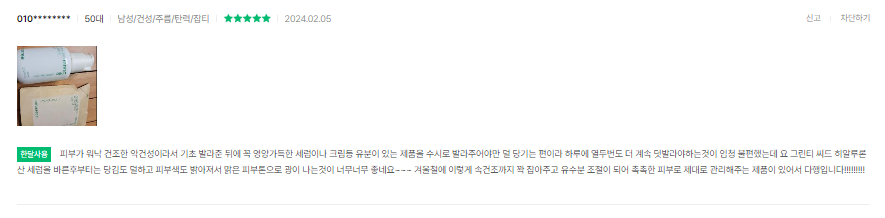 010******** 50대 남성/건성/주름/탄력/잡티 ★★★★★ 2024.02.05 신고 차단하기
한달사용 피부가 워낙 건조한 악건성이라서 기초 발라준 뒤에 꼭 영양가득한 세럼이나 크림등 유분이 있는 제품을 수시로 발라주어야만 덜 당기는 편이라 하루에 열두번도 더 계속 덧발라야하는것이 엄청 불편했는데 요 그린티 씨드 히알루론
산 세럼을 바른후부터는 당김도 덜하고 피부색도 밝아져서 맑은 피부톤으로 광이 나는것이 너무너무 좋네요~~~ 겨울철에 이렇게 속건조까지 꽉 잡아주고 유수분 조절이 되어 촉촉한 피부로 제대로 관리해주는 제품이 있어서 다행입니다!!!!!!!!!